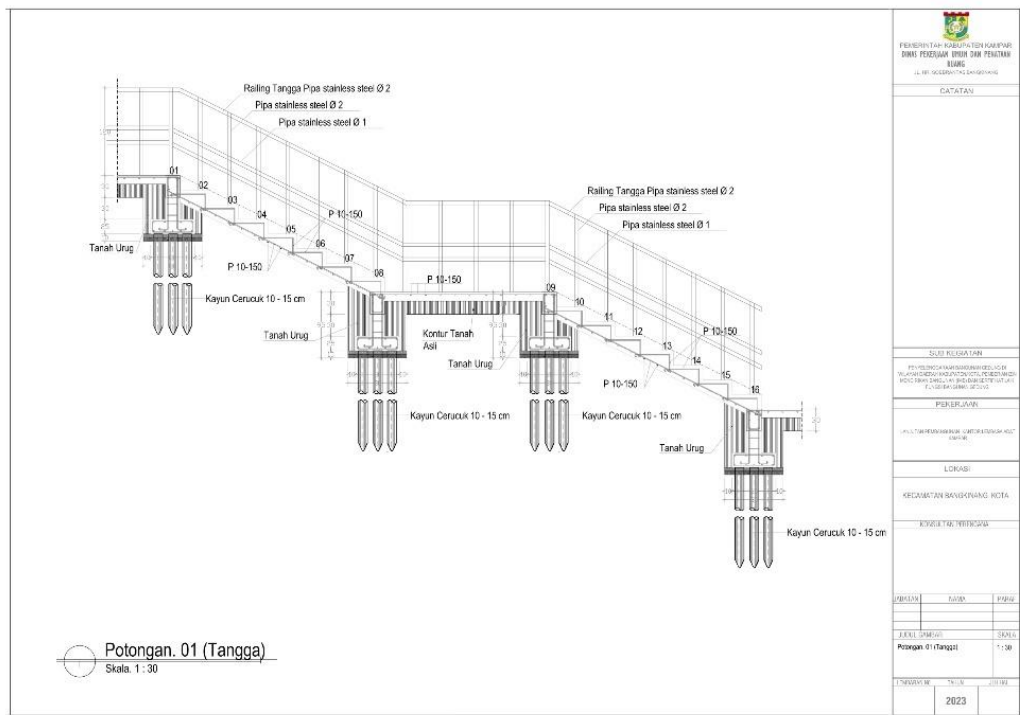 Railing Tangga Pipa stainless steel Ø 2
Pipa stainless steel Ø 2
Pipa stainless steel Ø 1
01
02
03
04
05
06
07
08
P 10-150
P 10-150
P 10-150
Tanah Urug
Kayun Cerucuk 10 - 15 cm
Tanah Urug
Kontur Tanah
Asli
Tanah Urug
Kayun Cerucuk 10 - 15 cm
Railing Tangga Pipa stainless steel Ø 2
Pipa stainless steel Ø 2
Pipa stainless steel Ø 1
09
10
11
12
13
14
15
16
P 10-150
P 10-150
Kayun Cerucuk 10 - 15 cm
Tanah Urug
Kayun Cerucuk 10 - 15 cm
Potongan. 01 (Tangga)
Skala. 1 : 30
PEMERINTAH KABUPATEN KAMPAR
DINAS PEKERJAAN UMUM DAN PENATAAN
RUANG
CATATAN
SUB KEGIATAN
PEKERJAAN
LOKASI
KECAMATAN BANGKINANG KOTA
KONSULTAN PERENCANA
JABATAN
NAMA
PARAF
JUDUL GAMBAR
SKALA
Potongan. 01 (Tangga)
1 : 30
TAHUN
2023